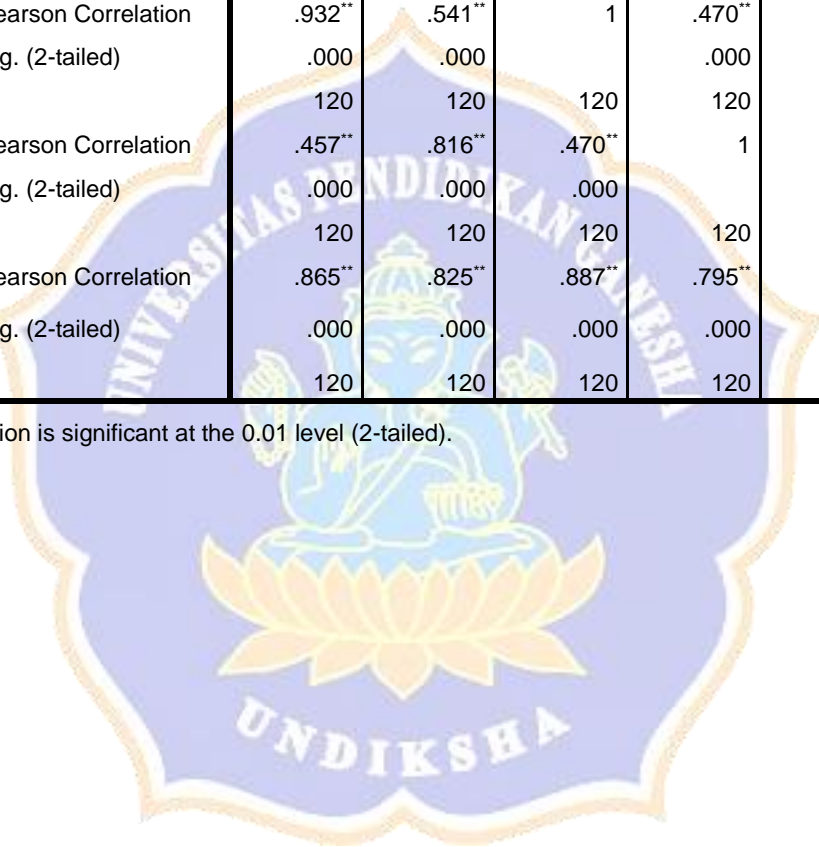 earson Correlation .932** .541** 1 .470**
g. (2-tailed) .000 .000 .000
120 120 120 120
earson Correlation .457** .816** .470** 1
g. (2-tailed) .000 .000 .000
120 120 120 120
earson Correlation .865** .825** .887** .795**
g. (2-tailed) .000 .000 .000 .000
120 120 120 120
ion is significant at the 0.01 level (2-tailed).
UNIVERSITAS PENDIDIKAN GANESHA
UNDIKSHA